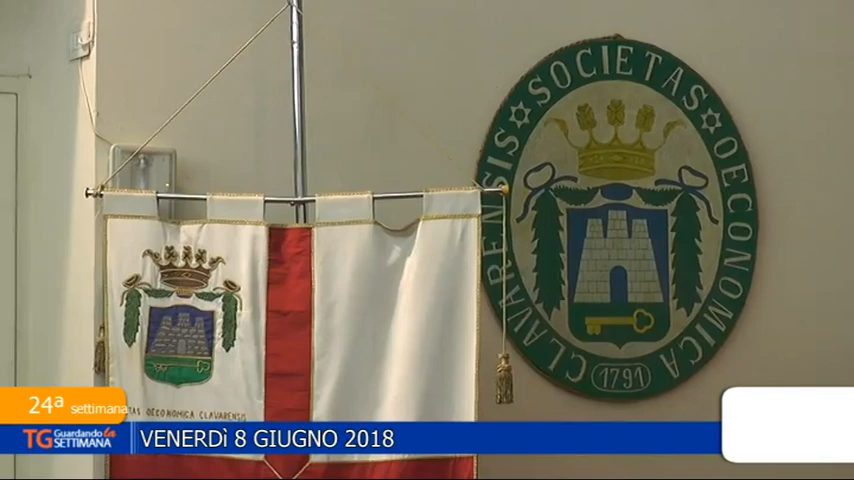 SOCIETAS OECONOMICA CLAVARENSIS
1791
TAS OECONOMICA CLAVARENSIS
24ª settimana
TG Guardando la SETTIMANA
VENERDì 8 GIUGNO 2018